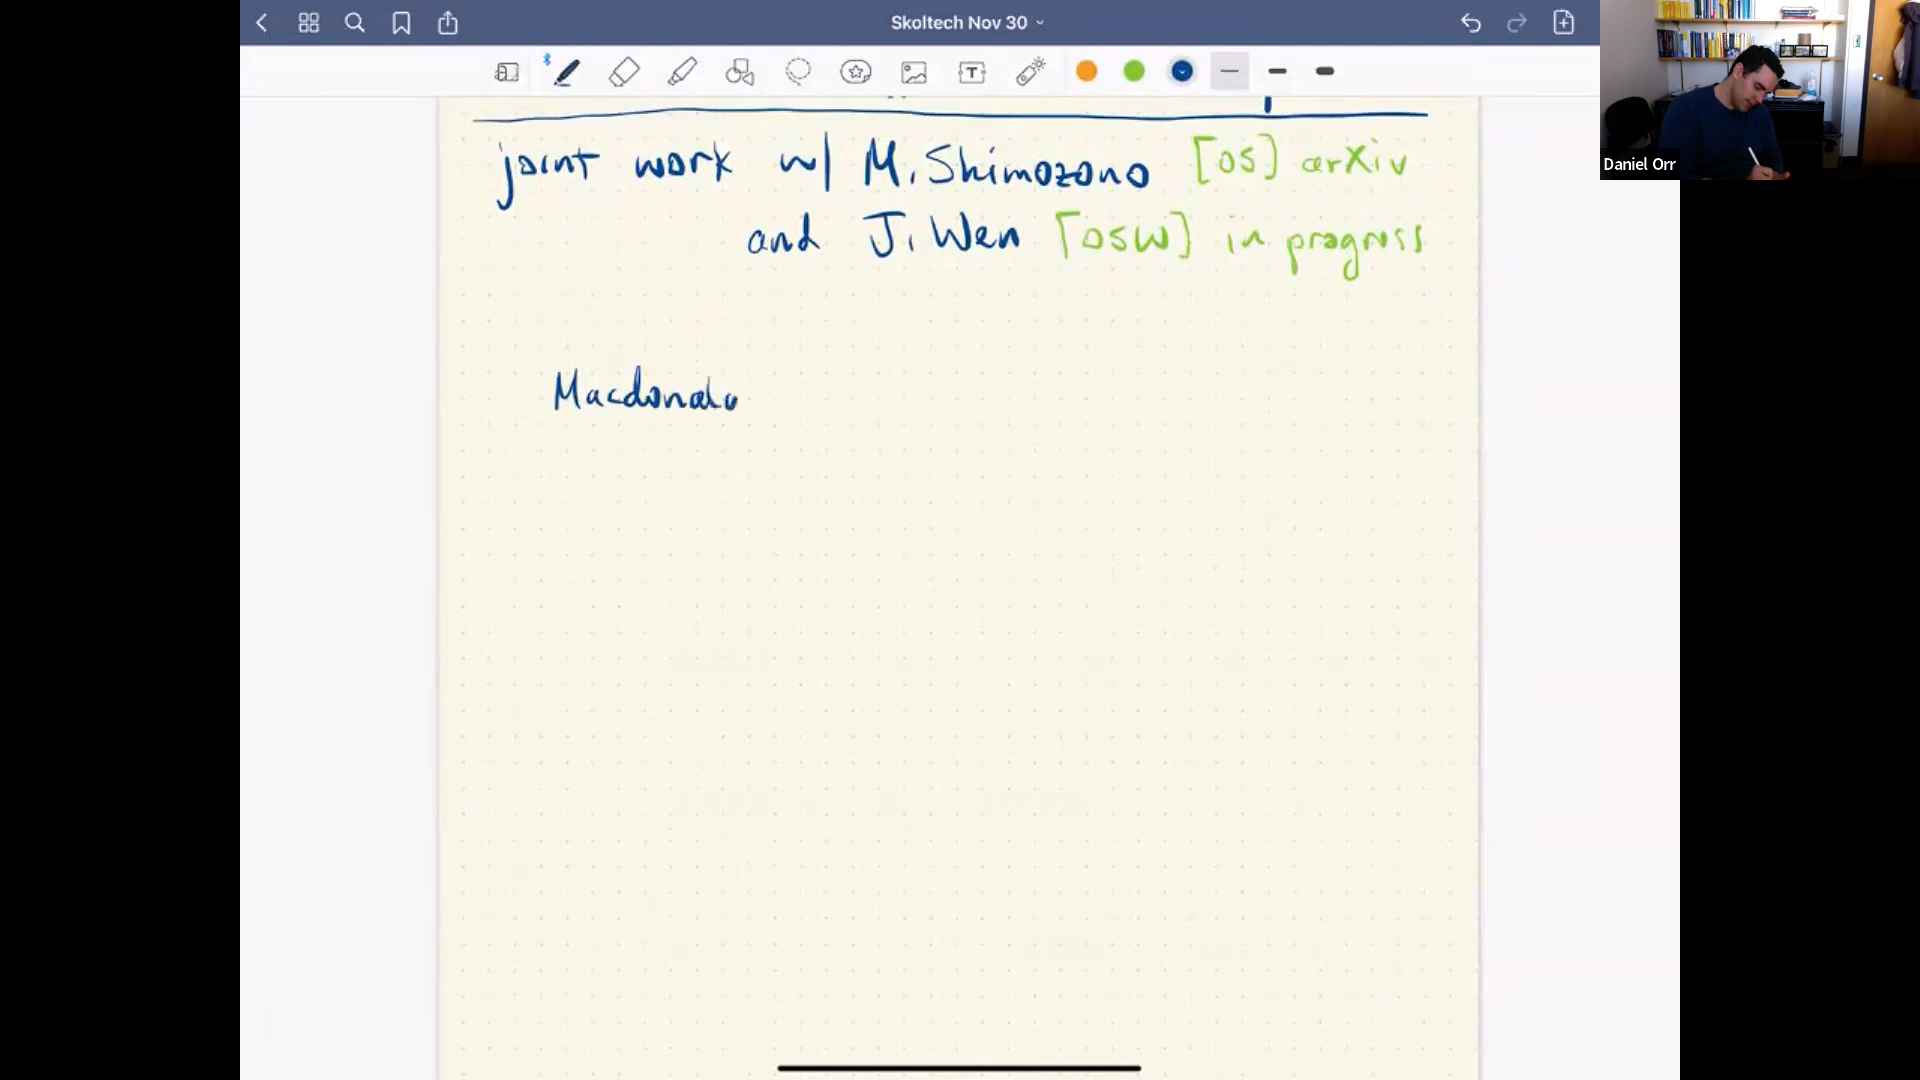 Skoltech Nov 30
Daniel Orr
joint work w/ M. Shimozono [OS] arXiv
and J. Wen [OSW] in progress
Macdonald